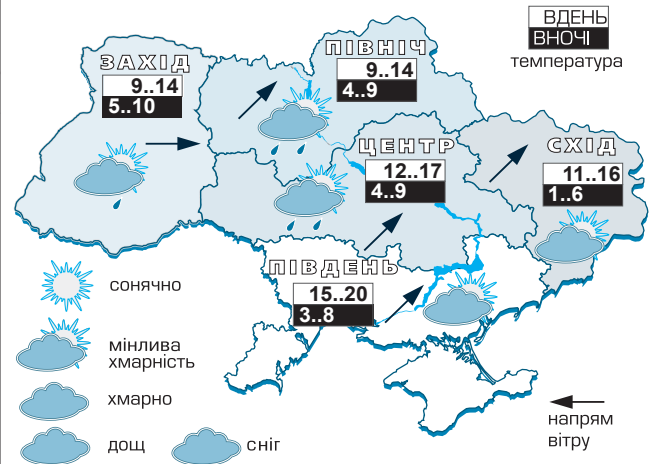 ВДЕНЬ
ВНОЧІ
температура
ЗАХІД
9..14
5..10
ПІВНІЧ
9..14
4..9
ЦЕНТР
12..17
4..9
СХІД
11..16
1..6
ПІВДЕНЬ
15..20
3..8
сонячно
мінлива
хмарність
хмарно
дощ
сніг
напрям
вітру